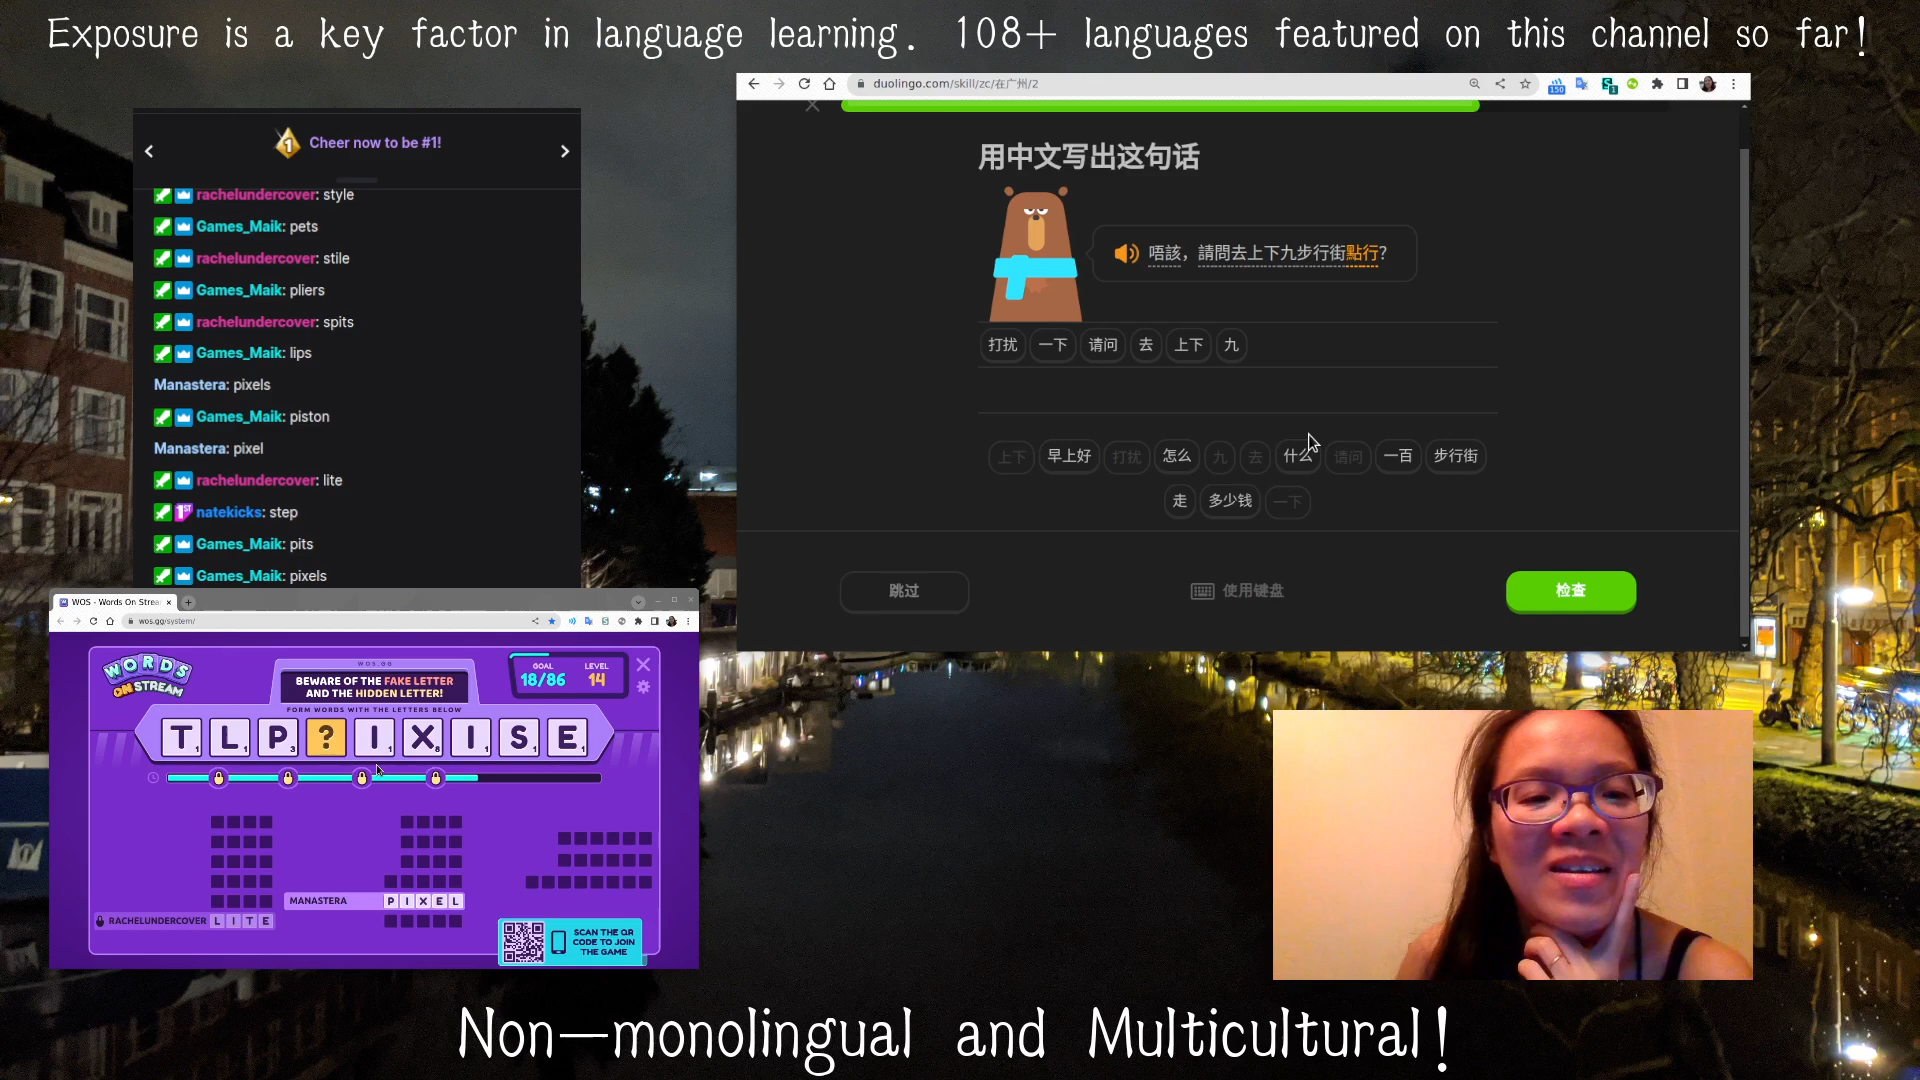 Exposure is a key factor in language learning. 108+ languages featured on this channel so far!
Cheer now to be #1!
rachelundercover: style
Games_Maik: pets
rachelundercover: stile
Games_Maik: pliers
rachelundercover: spits
Games_Maik: lips
Manastera: pixels
Games_Maik: piston
Manastera: pixel
rachelundercover: lite
natekicks: step
Games_Maik: pits
Games_Maik: pixels
duolingo.com/skill/zc/在广州/2
用中文写出这句话
唔該，請問去上下九步行街點行？
打扰 一下 请问 去 上下 九
上下 早上好 打扰 怎么 九 去 什么 请问 一百 步行街
走 多少钱 一下
跳过
使用键盘
检查
WOS - Words On Strea
wos.gg/system/
WORDS ON STREAM
WOS.GG
BEWARE OF THE FAKE LETTER
AND THE HIDDEN LETTER!
GOAL
18/86
LEVEL
14
FORM WORDS WITH THE LETTERS BELOW
T L P ? I X I S E
MANASTERA PIXEL
RACHELUNDERCOVER LITE
SCAN THE QR
CODE TO JOIN
THE GAME
Non-monolingual and Multicultural!